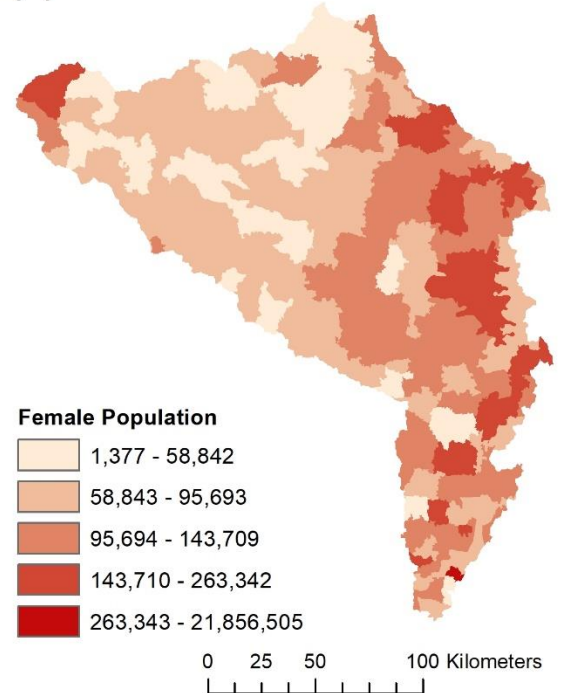 Female Population
1,377 - 58,842
58,843 - 95,693
95,694 - 143,709
143,710 - 263,342
263,343 - 21,856,505
0 25 50 100 Kilometers